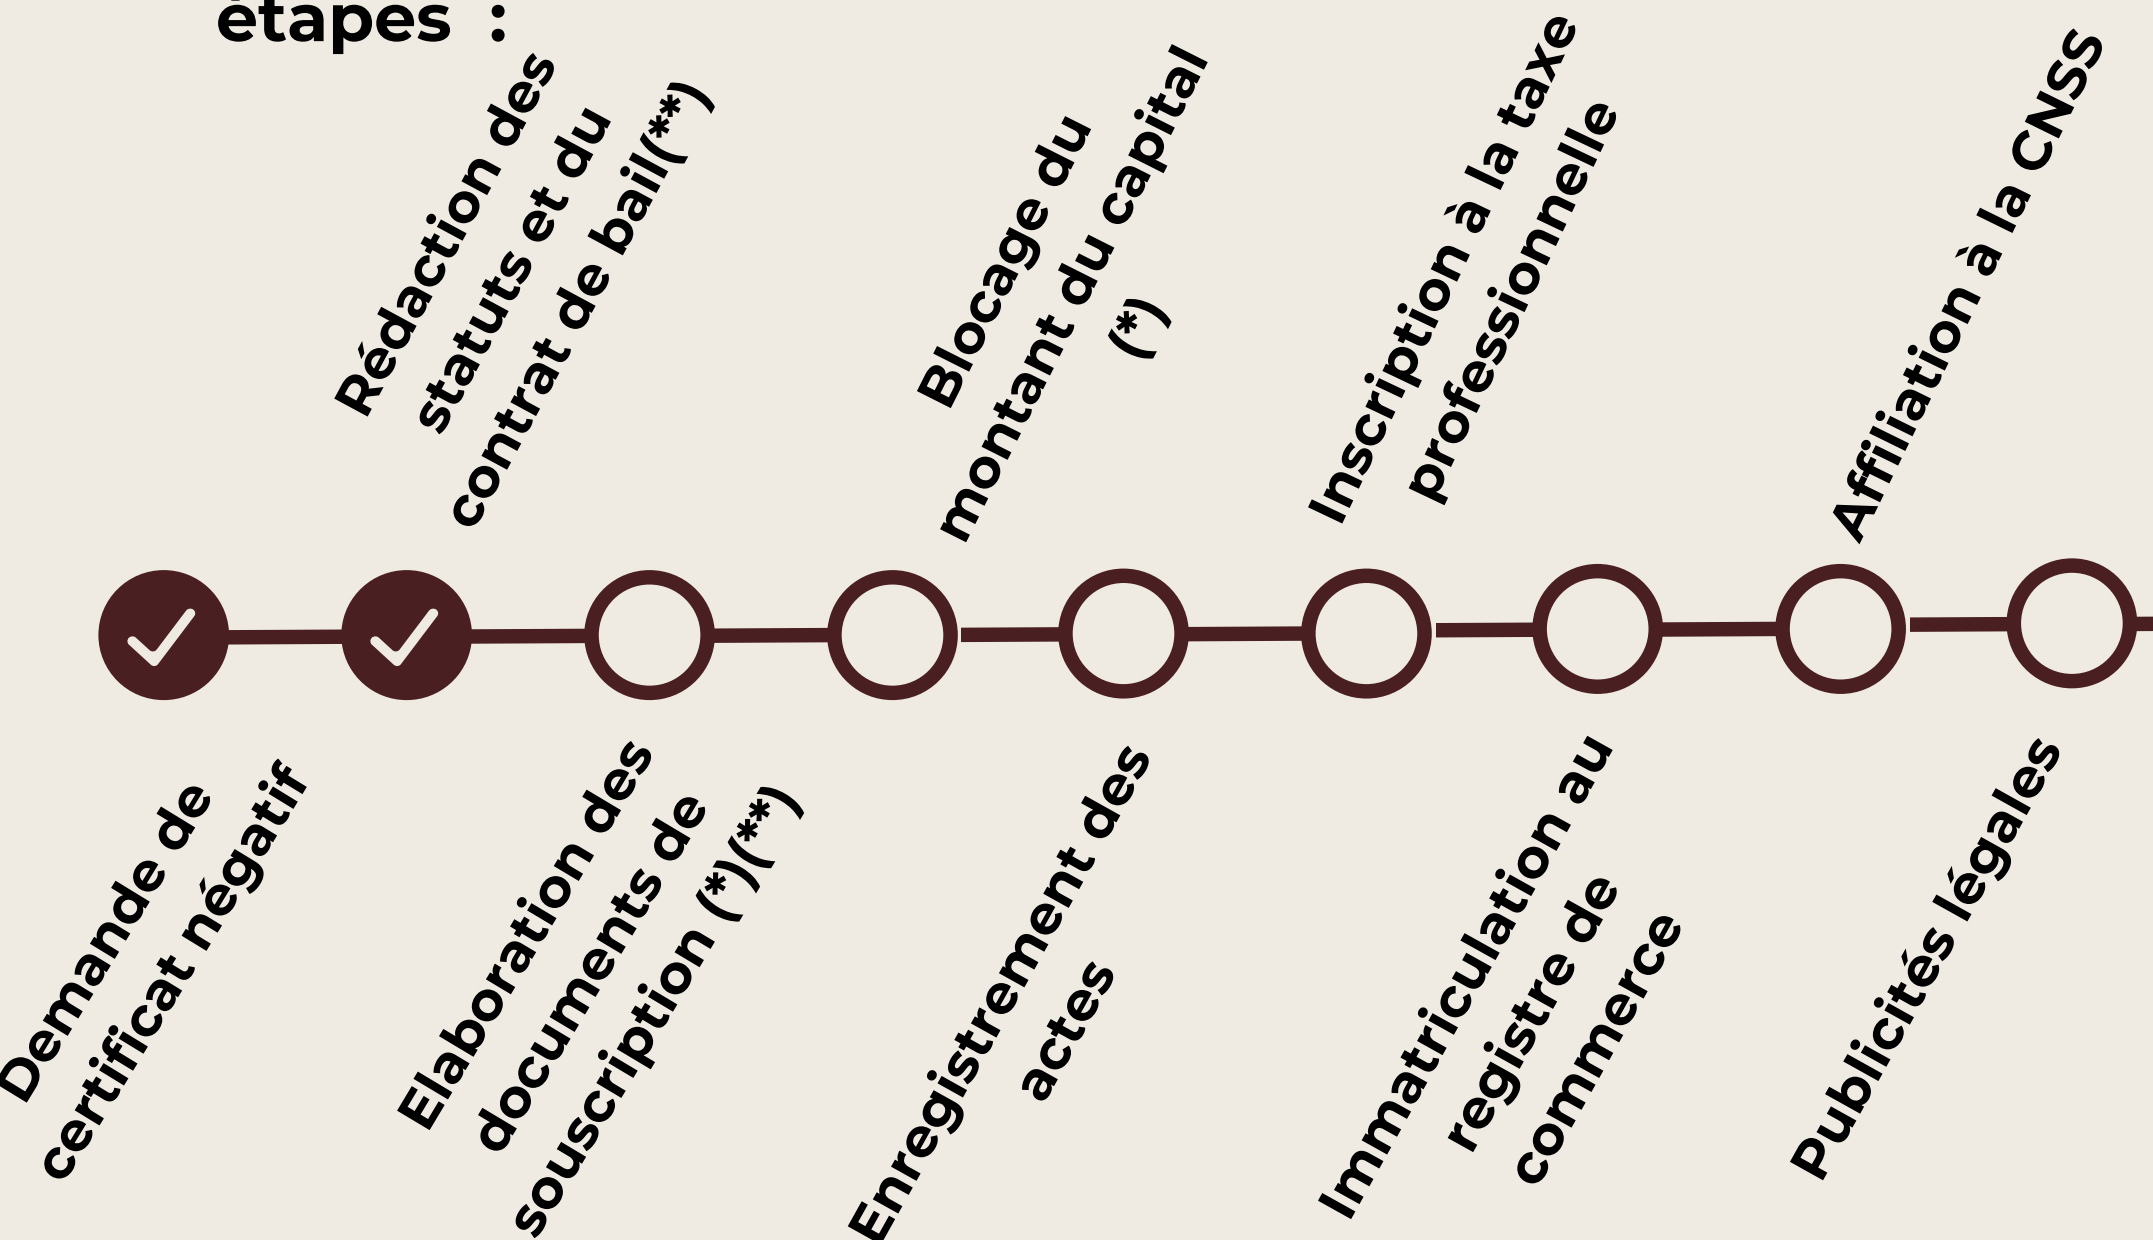 étapes :
Demande de
certificat négatif
Rédaction des
statuts et du
contrat de bail(**)
Elaboration des
documents de
souscription (*)(**)
Blocage du
montant du capital
(*)
Enregistrement des
actes
Inscription à la taxe
professionnelle
Immatriculation au
registre de
commerce
Affiliation à la CNSS
Publicités légales